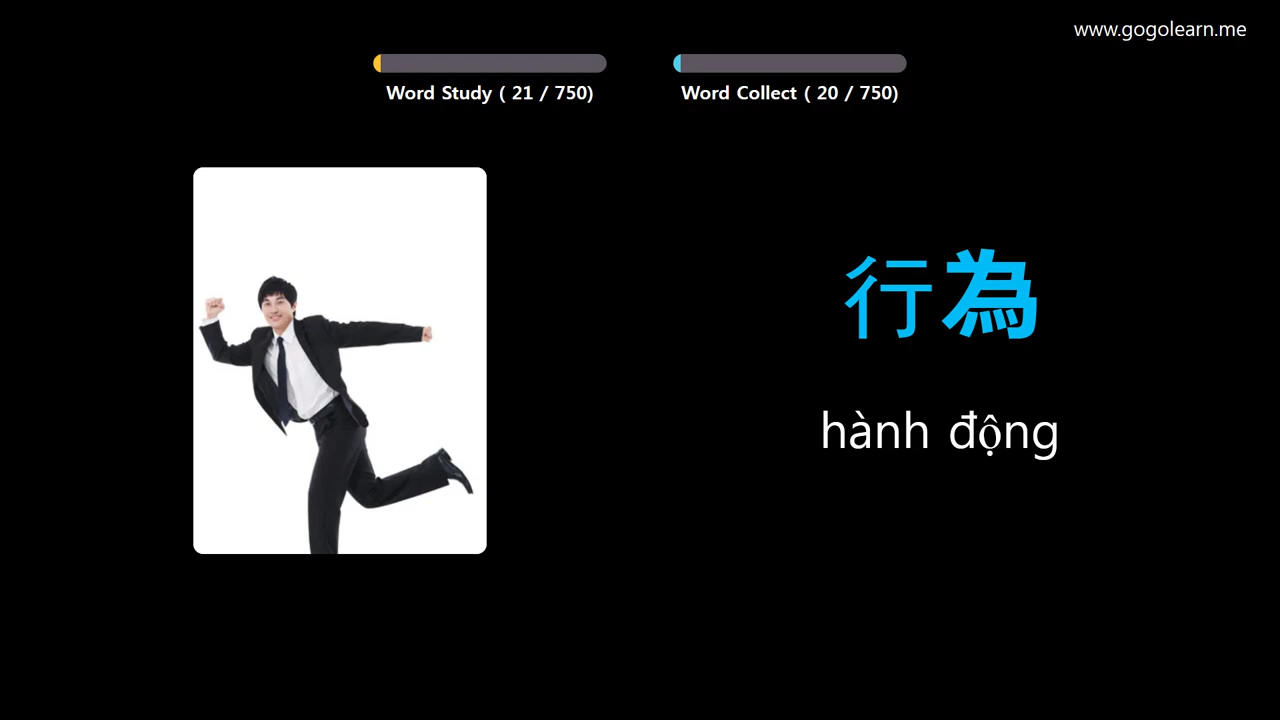 www.gogolearn.me
Word Study ( 21 / 750)
Word Collect ( 20 / 750)
行為
hành động